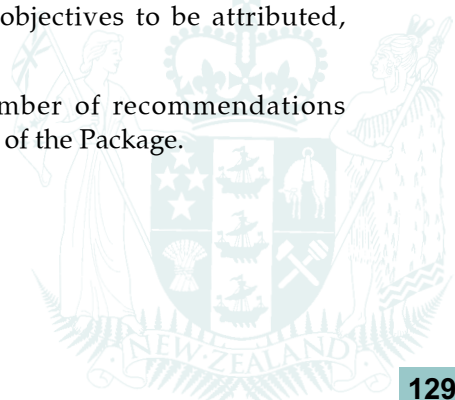 objectives to be attributed,
mber of recommendations
of the Package.
NEW ZEALAND
129